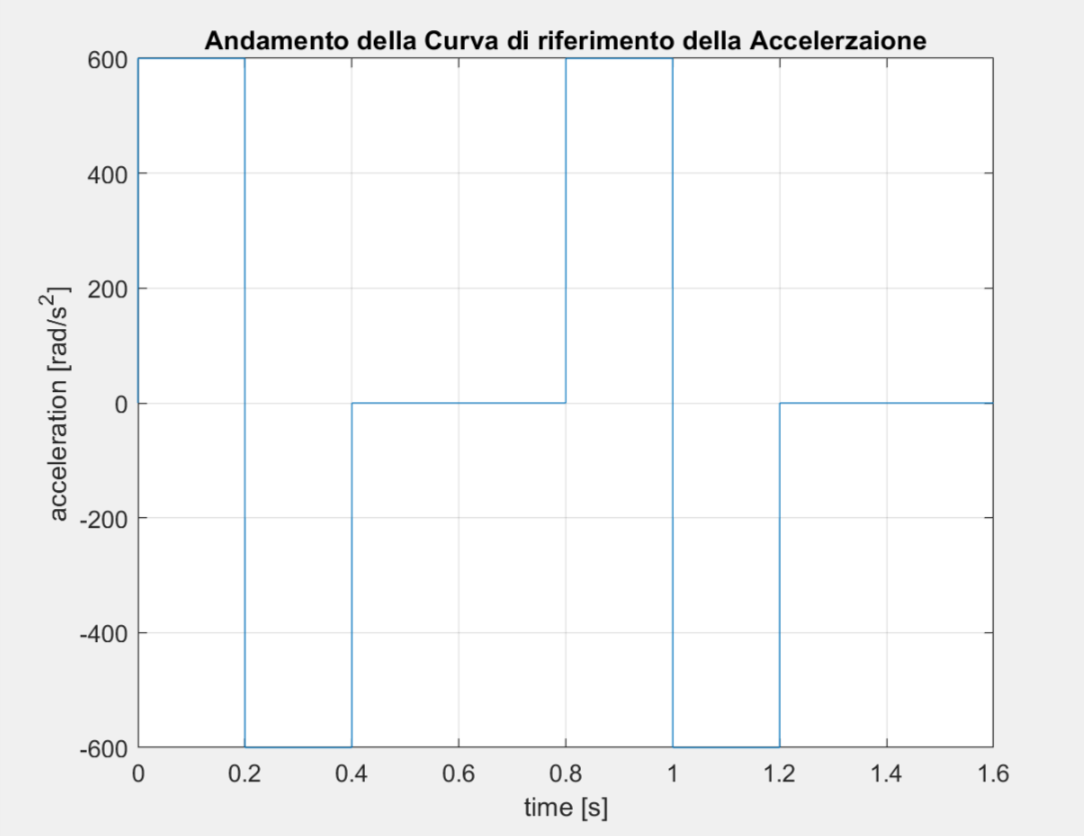 Andamento della Curva di riferimento della Accelerzaione
600
400
200
0
-200
-400
-600
acceleration [rad/s²]
0 0.2 0.4 0.6 0.8 1 1.2 1.4 1.6
time [s]